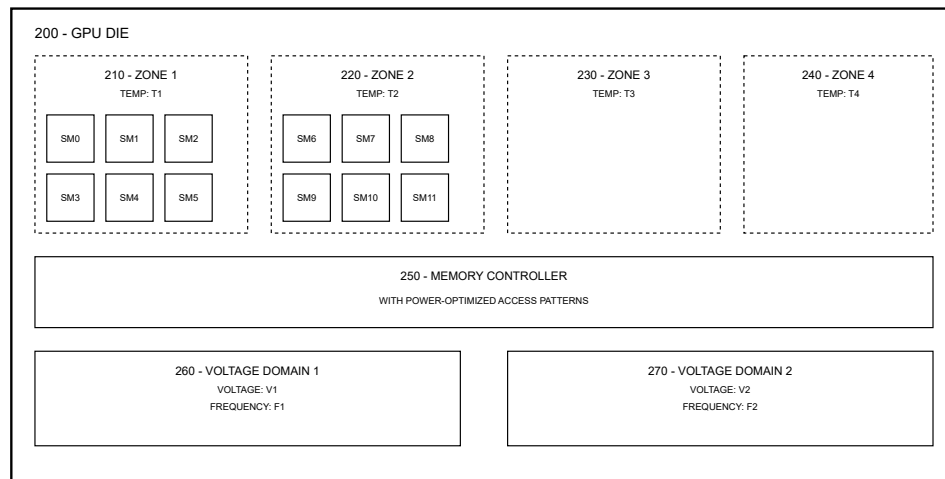 200 - GPU DIE
210 - ZONE 1
TEMP: T1
SM0 SM1 SM2
SM3 SM4 SM5
220 - ZONE 2
TEMP: T2
SM6 SM7 SM8
SM9 SM10 SM11
230 - ZONE 3
TEMP: T3
240 - ZONE 4
TEMP: T4
250 - MEMORY CONTROLLER
WITH POWER-OPTIMIZED ACCESS PATTERNS
260 - VOLTAGE DOMAIN 1
VOLTAGE: V1
FREQUENCY: F1
270 - VOLTAGE DOMAIN 2
VOLTAGE: V2
FREQUENCY: F2